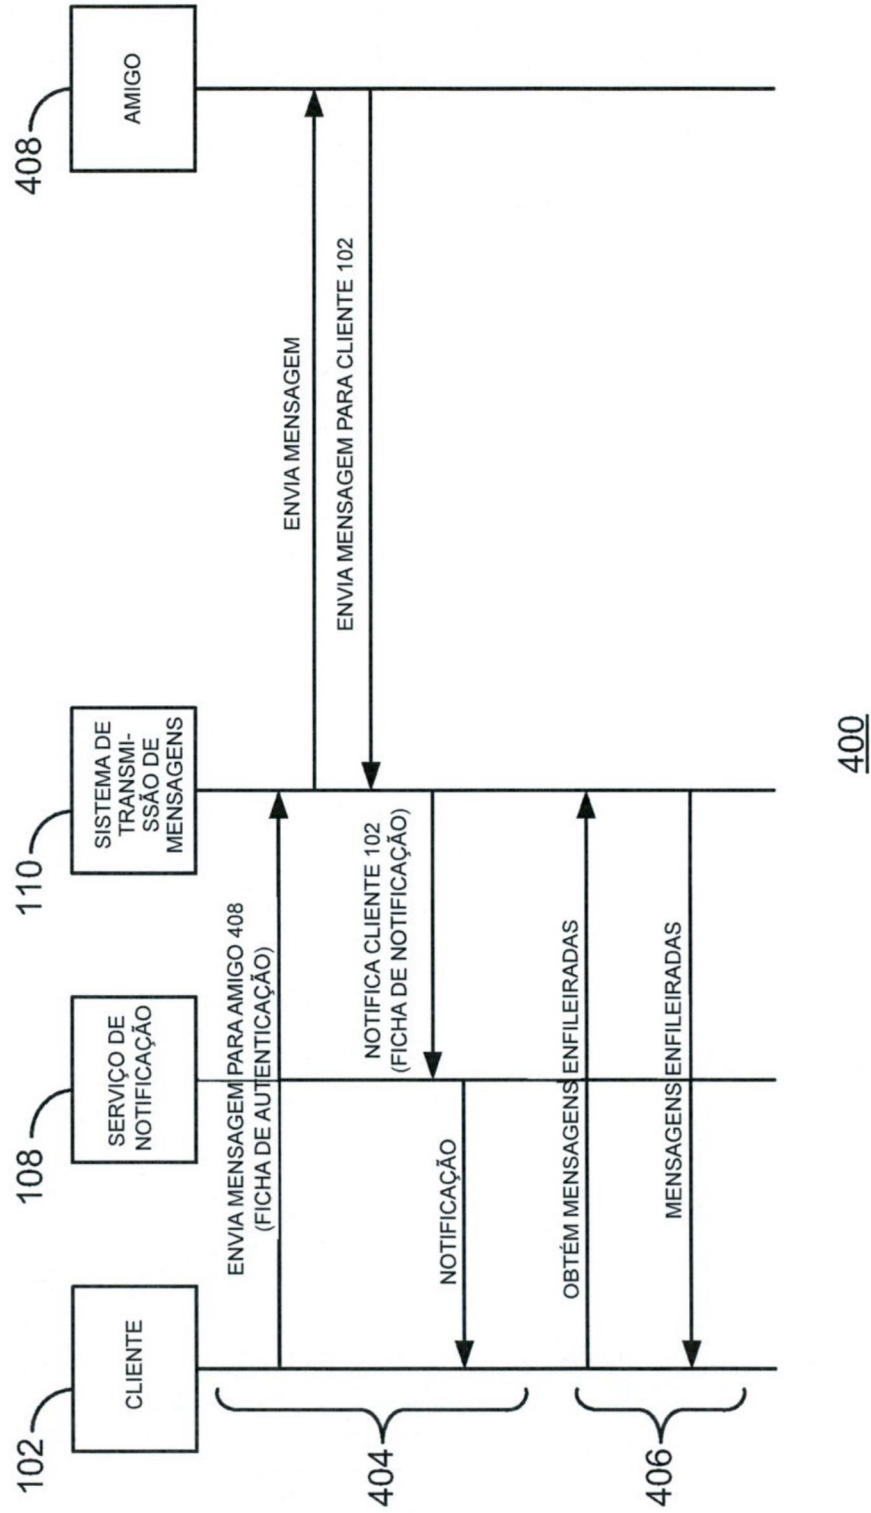 102
CLIENTE
108
SERVIÇO DE
NOTIFICAÇÃO
110
SISTEMA DE
TRANSMI-
SSÃO DE
MENSAGENS
408
AMIGO
ENVIA MENSAGEM PARA AMIGO 408
(FICHA DE AUTENTICAÇÃO)
ENVIA MENSAGEM
ENVIA MENSAGEM PARA CLIENTE 102
NOTIFICA CLIENTE 102
(FICHA DE NOTIFICAÇÃO)
NOTIFICAÇÃO
404
OBTÉM MENSAGENS ENFILEIRADAS
MENSAGENS ENFILEIRADAS
406
400